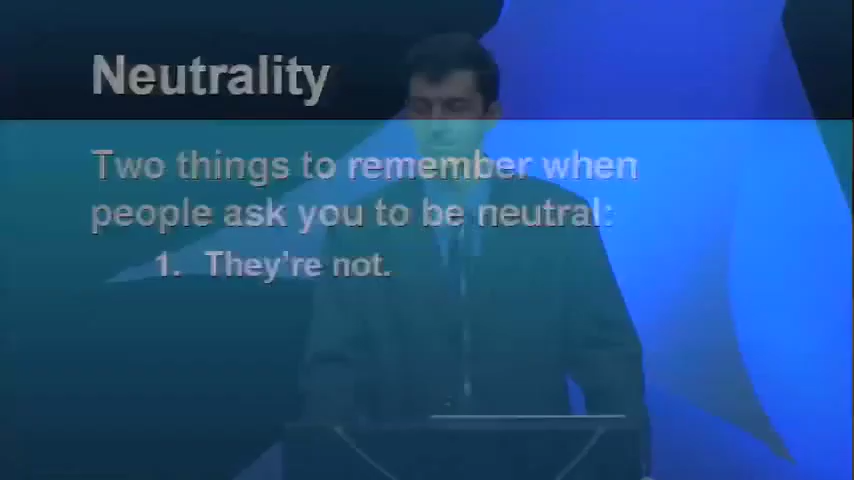 Neutrality
Two things to remember when
people ask you to be neutral:
1. They're not.